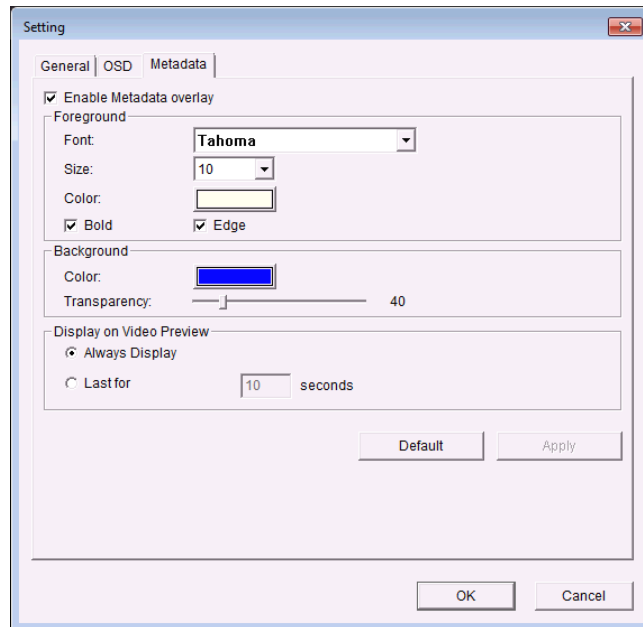 Setting
General OSD Metadata
Enable Metadata overlay
Foreground
Font: Tahoma
Size: 10
Color:
Bold Edge
Background
Color:
Transparency: 40
Display on Video Preview
Always Display
Last for 10 seconds
Default Apply
OK Cancel